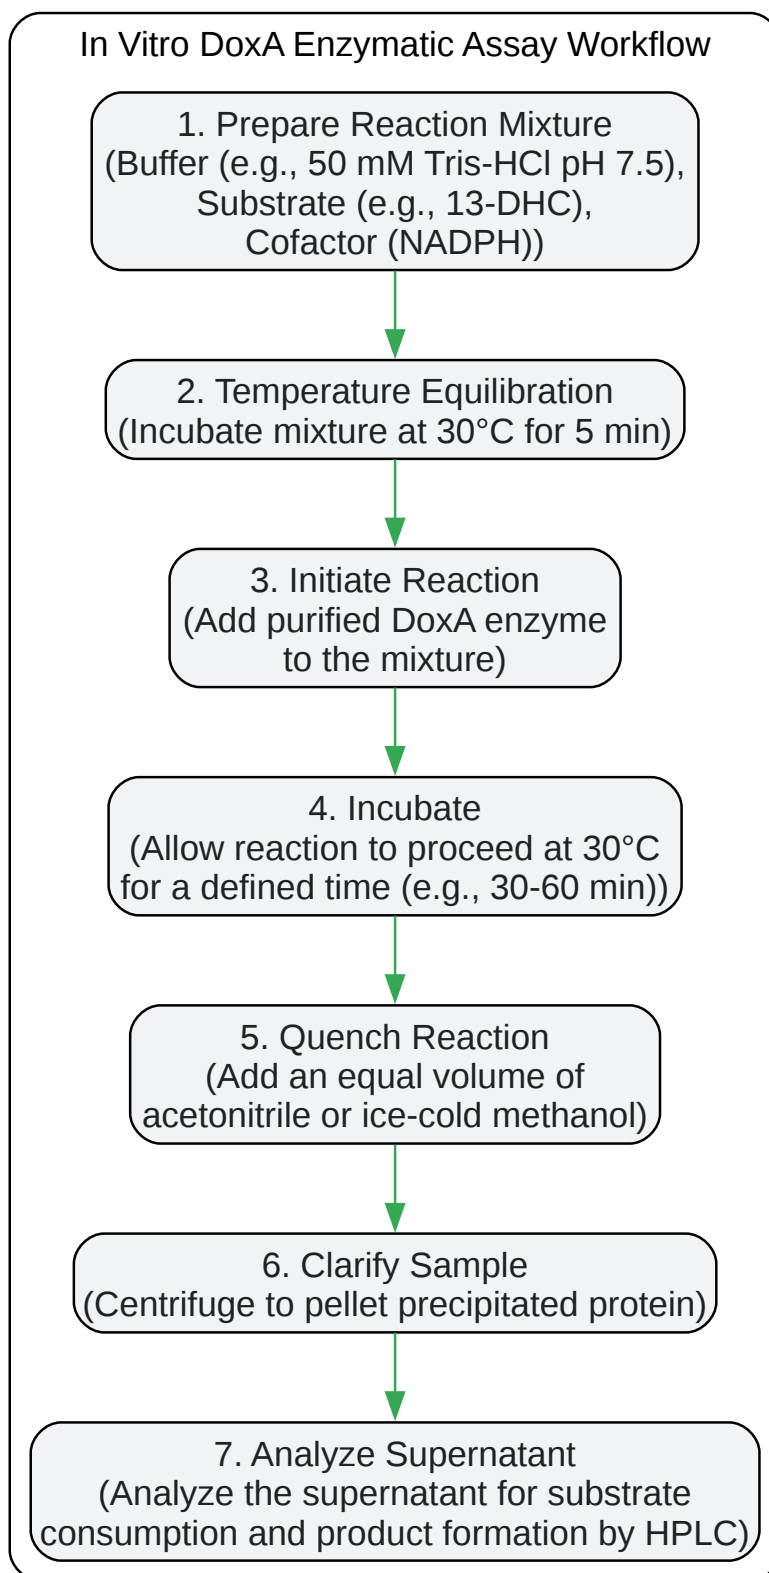 In Vitro DoxA Enzymatic Assay Workflow
1. Prepare Reaction Mixture
(Buffer (e.g., 50 mM Tris-HCl pH 7.5),
Substrate (e.g., 13-DHC),
Cofactor (NADPH))
2. Temperature Equilibration
(Incubate mixture at 30°C for 5 min)
3. Initiate Reaction
(Add purified DoxA enzyme
to the mixture)
4. Incubate
(Allow reaction to proceed at 30°C
for a defined time (e.g., 30-60 min))
5. Quench Reaction
(Add an equal volume of
acetonitrile or ice-cold methanol)
6. Clarify Sample
(Centrifuge to pellet precipitated protein)
7. Analyze Supernatant
(Analyze the supernatant for substrate
consumption and product formation by HPLC)